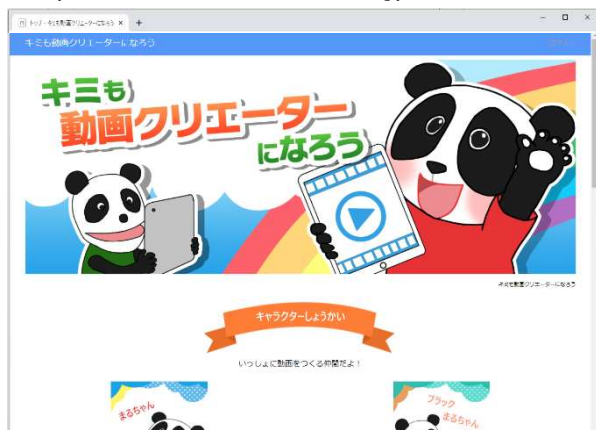 キミも動画クリエーターになろう
キミも
動画クリエーター
になろう
キミも動画クリエーターになろう
キャラクターしょうかい
いっしょに動画をつくる仲間だよ！
まるちゃん
ブラック
まるちゃん